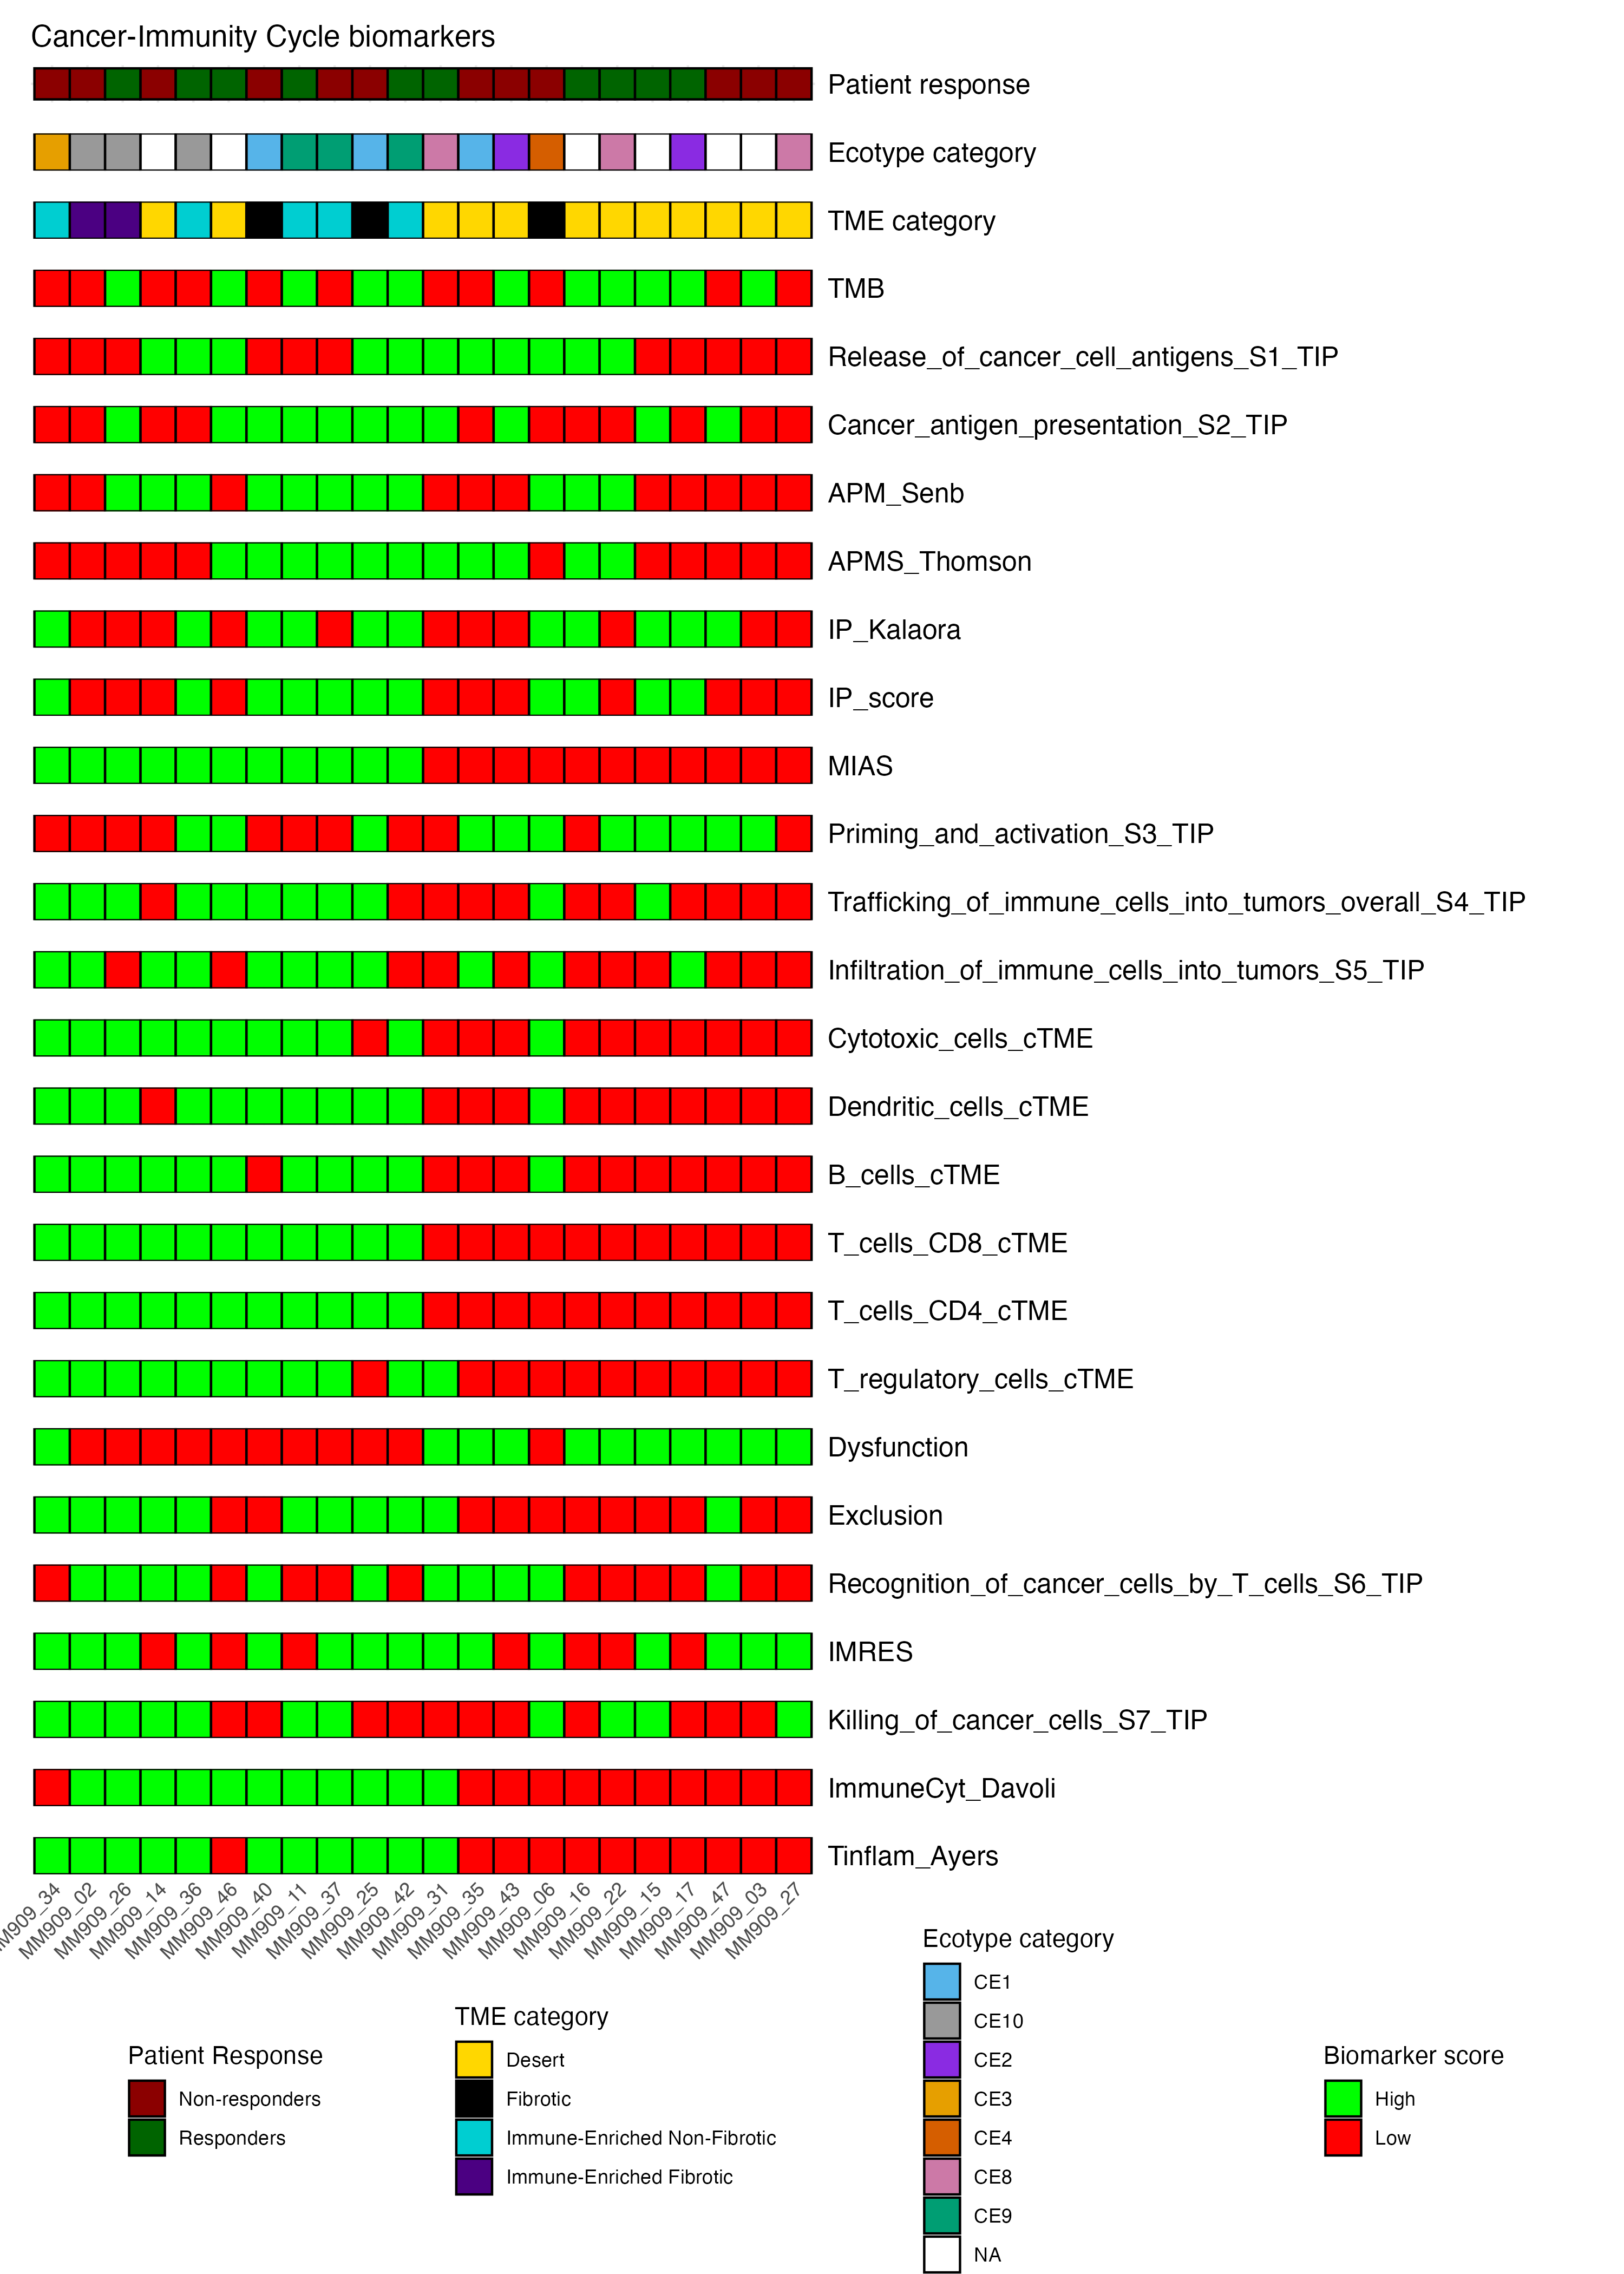 Cancer-Immunity Cycle biomarkers
Patient response
Ecotype category
TME category
TMB
Release_of_cancer_cell_antigens_S1_TIP
Cancer_antigen_presentation_S2_TIP
APM_Senb
APMS_Thomson
IP_Kalaora
IP_score
MIAS
Priming_and_activation_S3_TIP
Trafficking_of_immune_cells_into_tumors_overall_S4_TIP
Infiltration_of_immune_cells_into_tumors_S5_TIP
Cytotoxic_cells_cTME
Dendritic_cells_cTME
B_cells_cTME
T_cells_CD8_cTME
T_cells_CD4_cTME
T_regulatory_cells_cTME
Dysfunction
Exclusion
Recognition_of_cancer_cells_by_T_cells_S6_TIP
IMRES
Killing_of_cancer_cells_S7_TIP
ImmuneCyt_Davoli
Tinflam_Ayers
M909_34
MM909_02
MM909_26
MM909_14
MM909_36
MM909_46
MM909_40
MM909_11
MM909_37
MM909_25
MM909_42
MM909_31
MM909_35
MM909_43
MM909_06
MM909_16
MM909_22
MM909_15
MM909_17
MM909_47
MM909_03
MM909_27
Patient Response
Non-responders
Responders
TME category
Desert
Fibrotic
Immune-Enriched Non-Fibrotic
Immune-Enriched Fibrotic
Ecotype category
CE1
CE10
CE2
CE3
CE4
CE8
CE9
NA
Biomarker score
High
Low